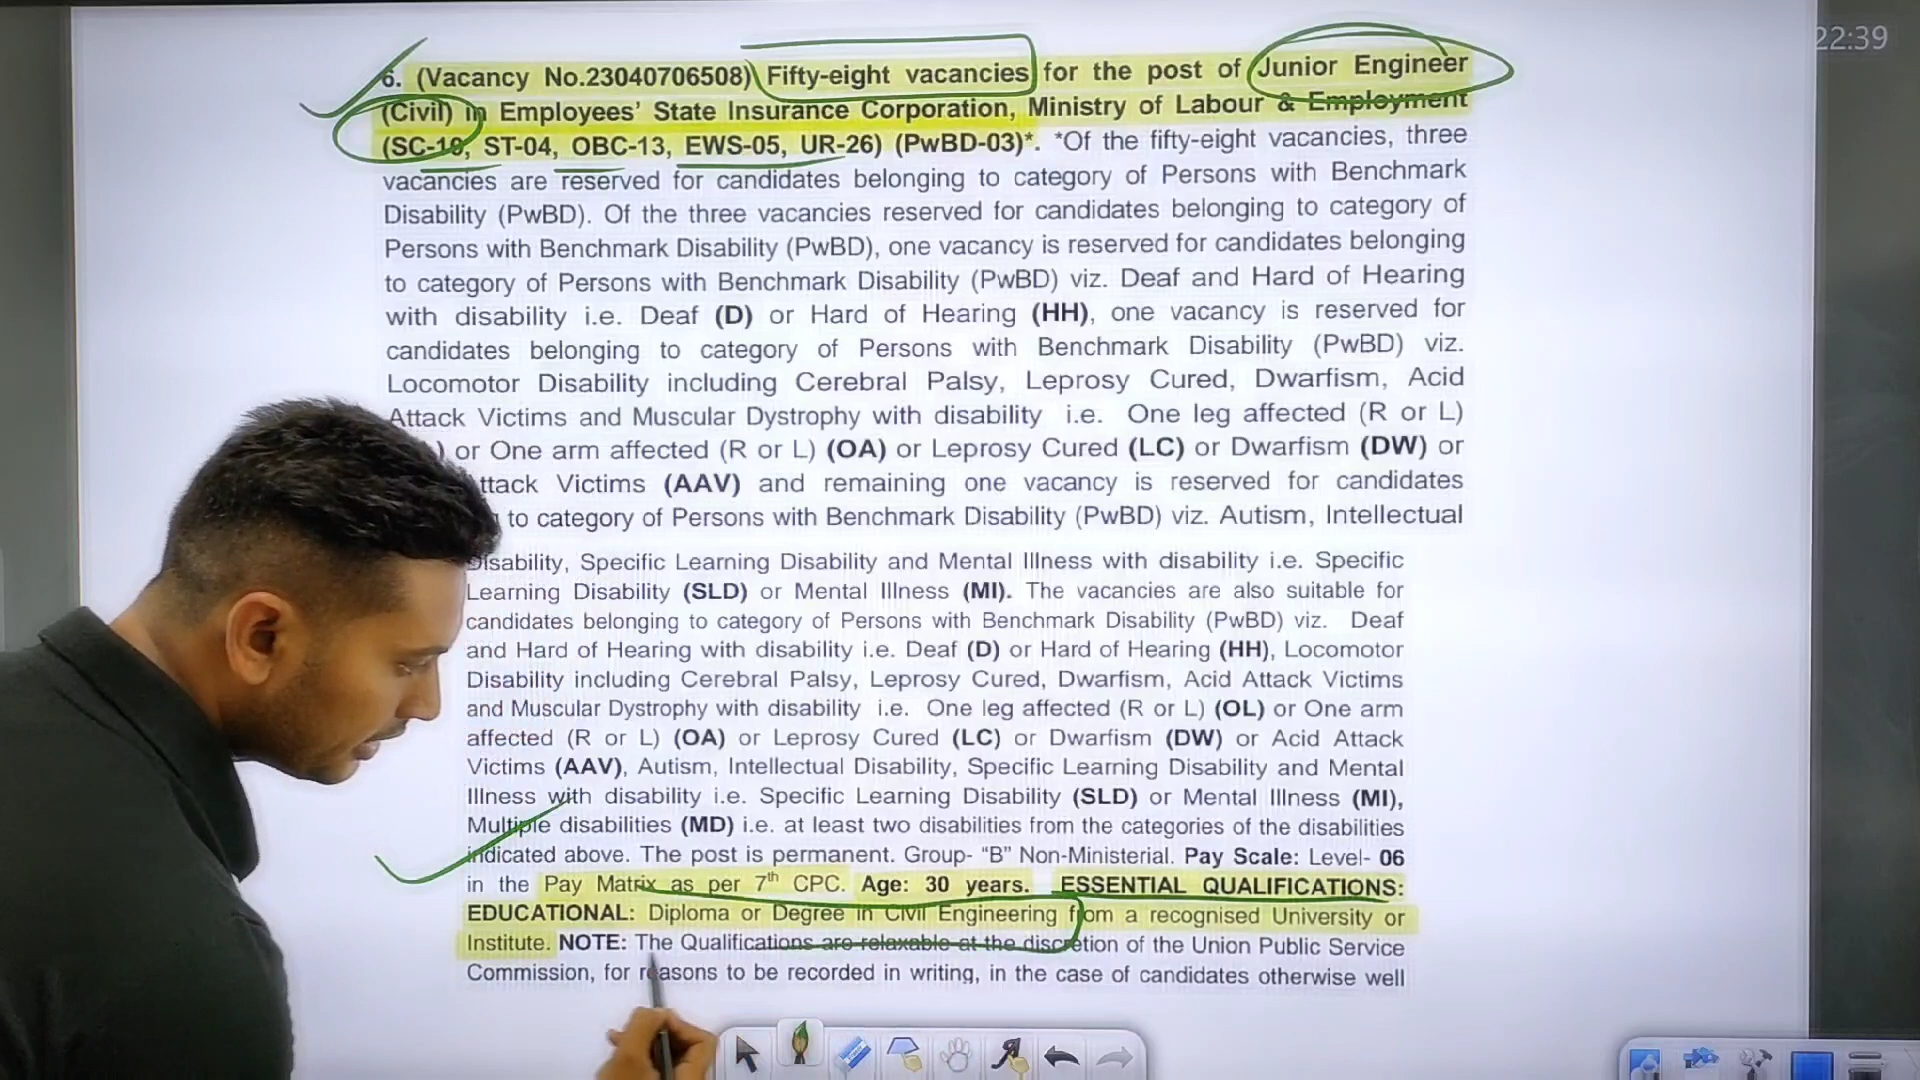 22:39
6. (Vacancy No.23040706508) Fifty-eight vacancies for the post of Junior Engineer
(Civil) in Employees' State Insurance Corporation, Ministry of Labour & Employment
(SC-10, ST-04, OBC-13, EWS-05, UR-26) (PwBD-03)*. *Of the fifty-eight vacancies, three
vacancies are reserved for candidates belonging to category of Persons with Benchmark
Disability (PwBD). Of the three vacancies reserved for candidates belonging to category of
Persons with Benchmark Disability (PwBD), one vacancy is reserved for candidates belonging
to category of Persons with Benchmark Disability (PwBD) viz. Deaf and Hard of Hearing
with disability i.e. Deaf (D) or Hard of Hearing (HH), one vacancy is reserved for
candidates belonging to category of Persons with Benchmark Disability (PwBD) viz.
Locomotor Disability including Cerebral Palsy, Leprosy Cured, Dwarfism, Acid
Attack Victims and Muscular Dystrophy with disability i.e. One leg affected (R or L)
) or One arm affected (R or L) (OA) or Leprosy Cured (LC) or Dwarfism (DW) or
ttack Victims (AAV) and remaining one vacancy is reserved for candidates
to category of Persons with Benchmark Disability (PwBD) viz. Autism, Intellectual
Disability, Specific Learning Disability and Mental Illness with disability i.e. Specific
Learning Disability (SLD) or Mental Illness (MI). The vacancies are also suitable for
candidates belonging to category of Persons with Benchmark Disability (PwBD) viz. Deaf
and Hard of Hearing with disability i.e. Deaf (D) or Hard of Hearing (HH), Locomotor
Disability including Cerebral Palsy, Leprosy Cured, Dwarfism, Acid Attack Victims
and Muscular Dystrophy with disability i.e. One leg affected (R or L) (OL) or One arm
affected (R or L) (OA) or Leprosy Cured (LC) or Dwarfism (DW) or Acid Attack
Victims (AAV), Autism, Intellectual Disability, Specific Learning Disability and Mental
Illness with disability i.e. Specific Learning Disability (SLD) or Mental Illness (MI),
Multiple disabilities (MD) i.e. at least two disabilities from the categories of the disabilities
indicated above. The post is permanent. Group- “B” Non-Ministerial. Pay Scale: Level- 06
in the Pay Matrix as per 7th CPC. Age: 30 years. ESSENTIAL QUALIFICATIONS:
EDUCATIONAL: Diploma or Degree in Civil Engineering from a recognised University or
Institute. NOTE: The Qualifications are relaxable at the discretion of the Union Public Service
Commission, for reasons to be recorded in writing, in the case of candidates otherwise well